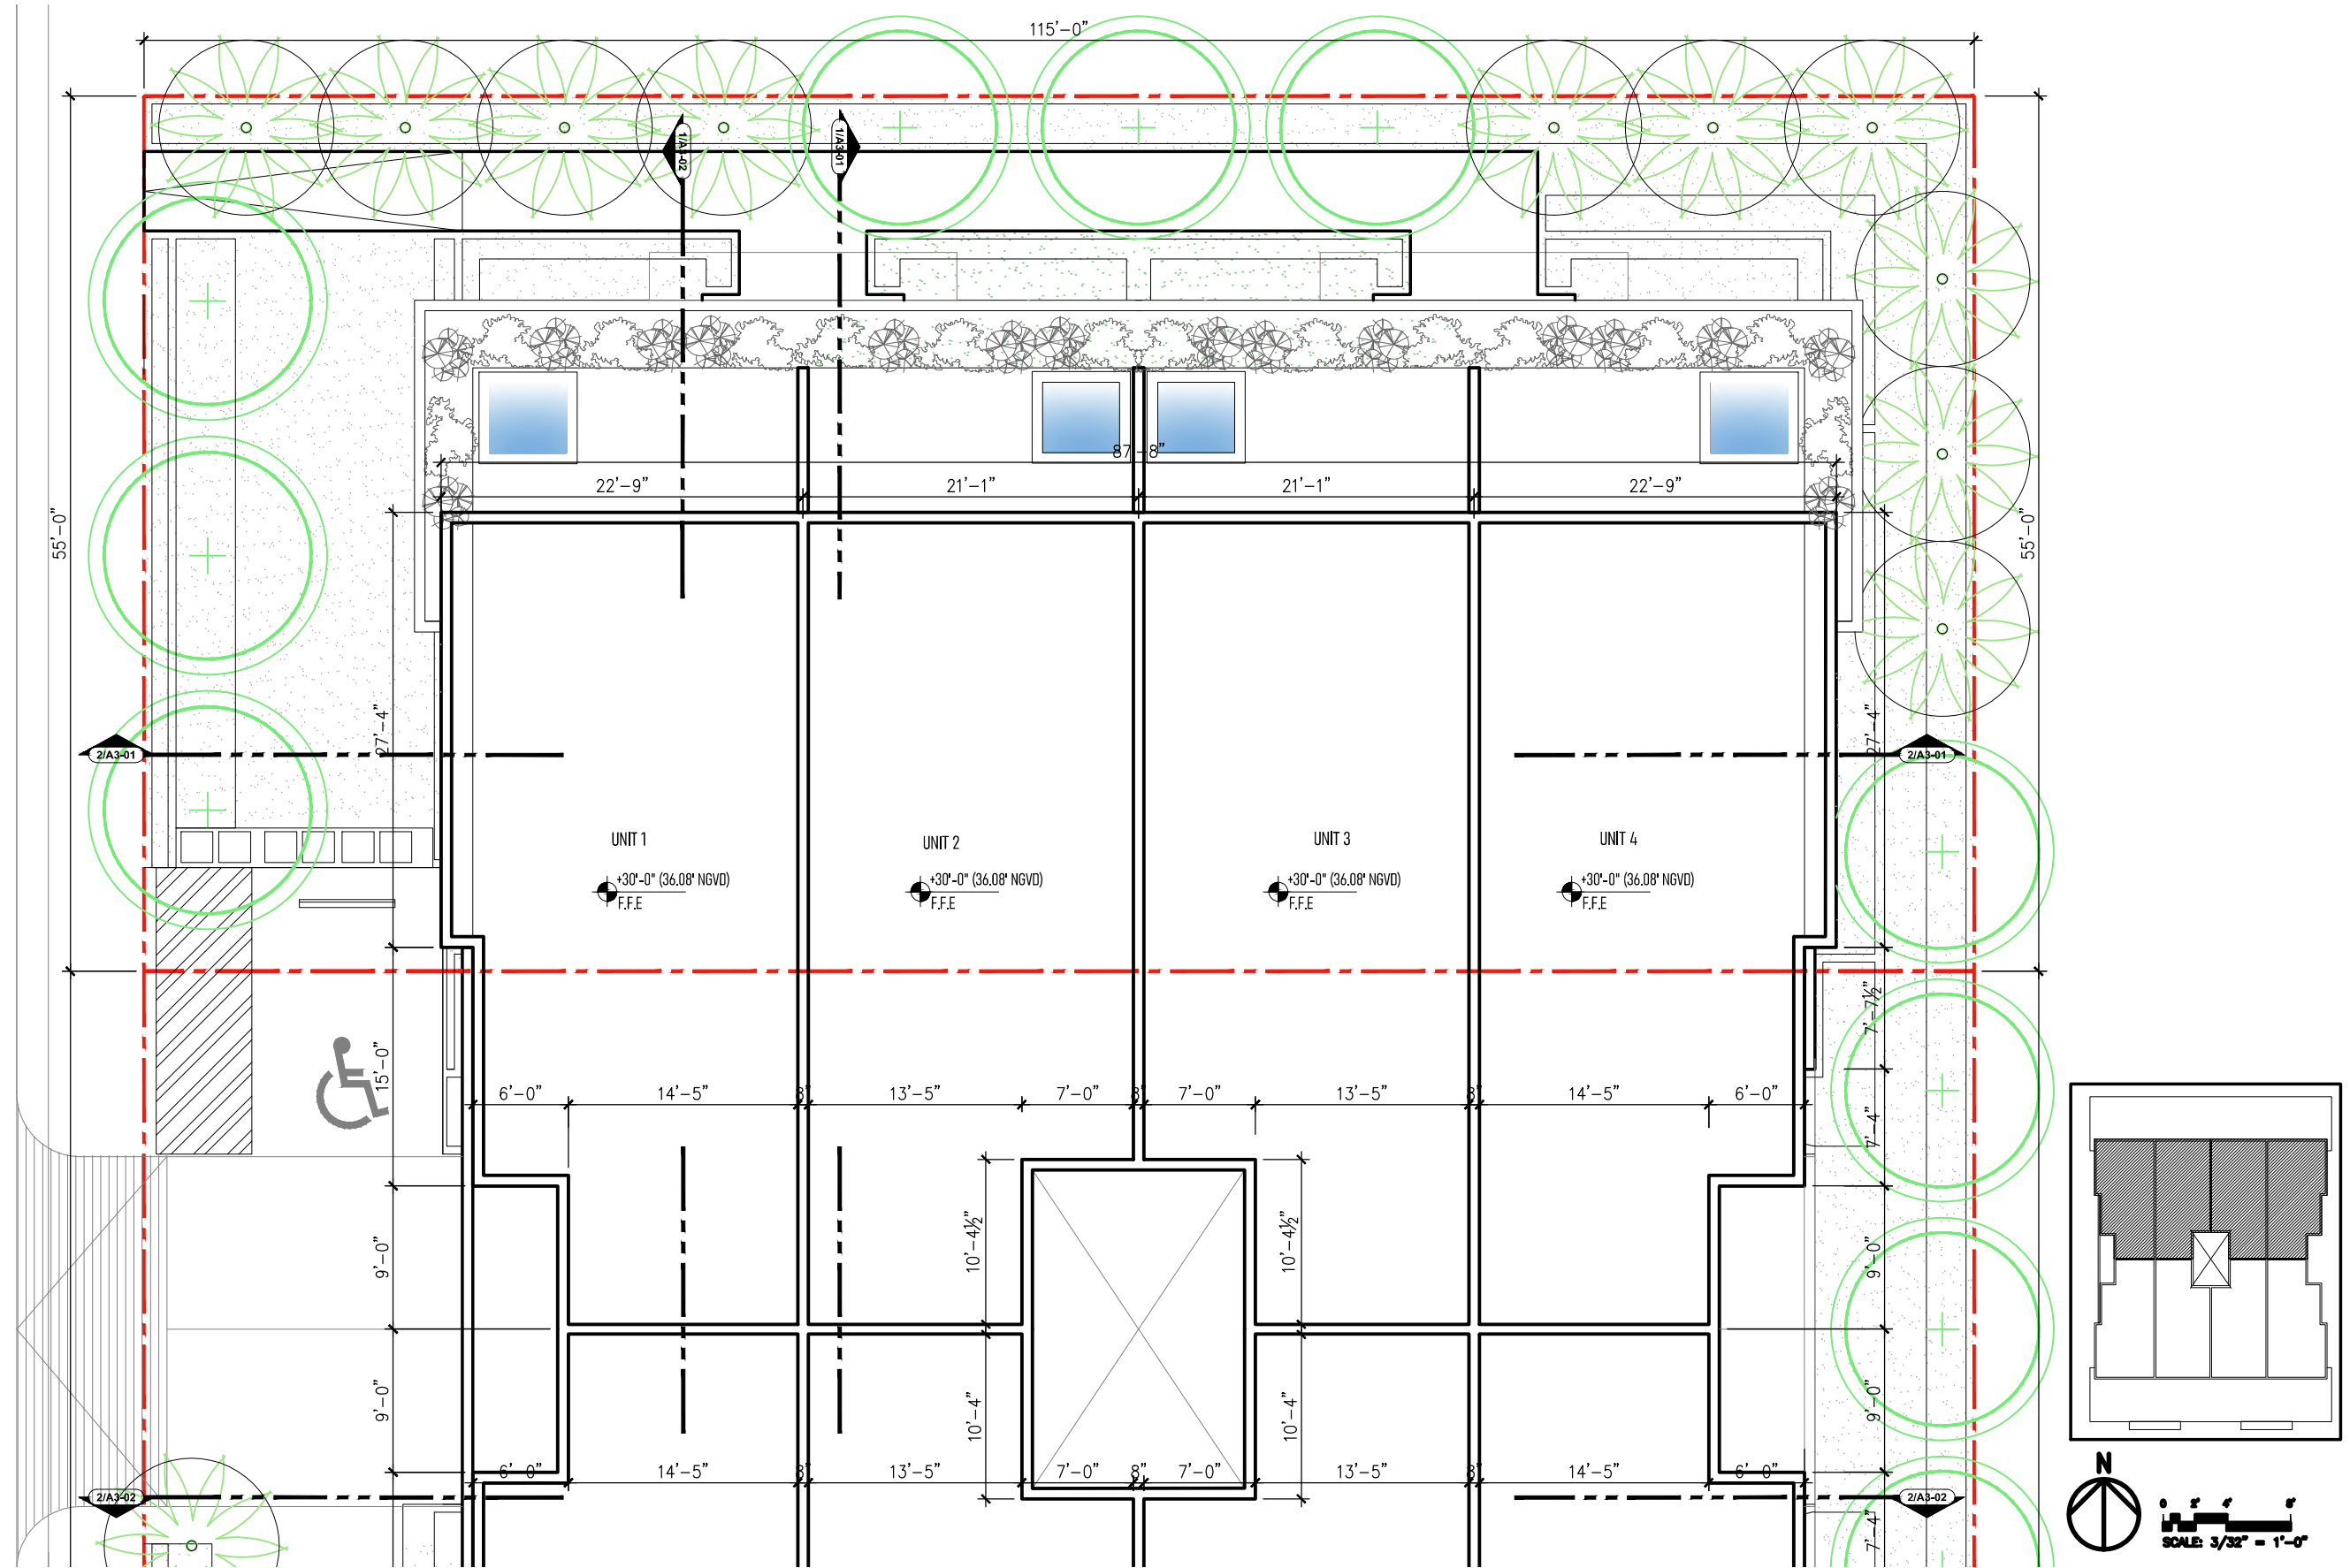 115'-0"
1/A3-02
1/A3-01
87'-8"
22'-9"
21'-1"
21'-1"
22'-9"
55'-0"
55'-0"
27'-4"
27'-4"
2/A3-01
2/A3-01
UNIT 1
UNIT 2
UNIT 3
UNIT 4
+30'-0" (36.08' NGVD)
F.F.E
+30'-0" (36.08' NGVD)
F.F.E
+30'-0" (36.08' NGVD)
F.F.E
+30'-0" (36.08' NGVD)
F.F.E
7'-7½"
15'-0"
6'-0"
14'-5"
8"
13'-5"
7'-0"
8"
7'-0"
13'-5"
8"
14'-5"
6'-0"
7'-4"
9'-0"
10'-4½"
10'-4½"
9'-0"
9'-0"
10'-4"
10'-4"
9'-0"
6'-0"
14'-5"
8"
13'-5"
7'-0"
8"
7'-0"
13'-5"
8"
14'-5"
6'-0"
2/A3-02
2/A3-02
7'-4"
N
0 2' 4' 8'
SCALE: 3/32" = 1'-0"